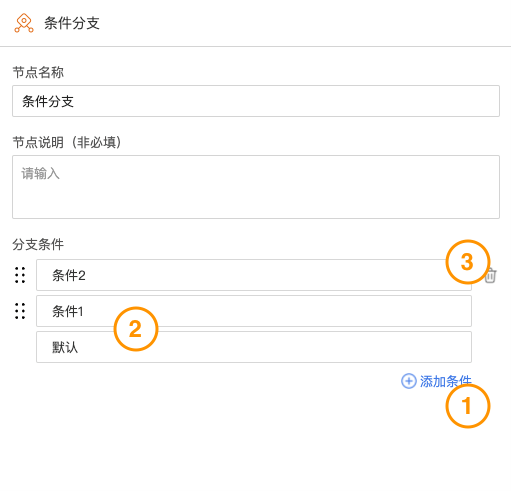 条件分支
节点名称
条件分支
节点说明（非必填）
请输入
分支条件
条件2
3
条件1
2
默认
添加条件
1